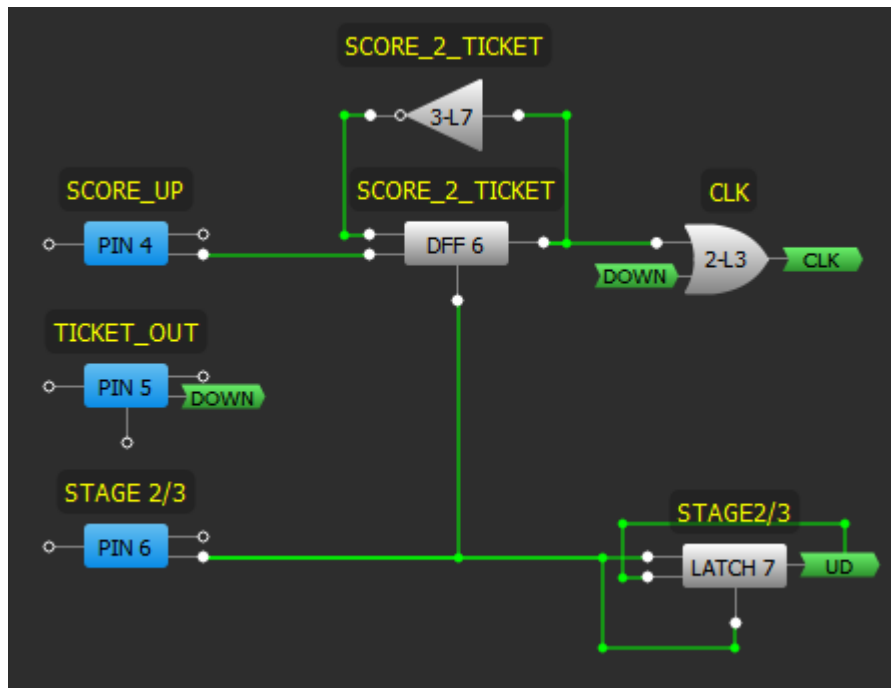 SCORE_2_TICKET
3-L7
SCORE_UP
SCORE_2_TICKET
CLK
PIN 4
DFF 6
2-L3
CLK
DOWN
TICKET_OUT
PIN 5
DOWN
STAGE 2/3
STAGE2/3
PIN 6
LATCH 7
UD